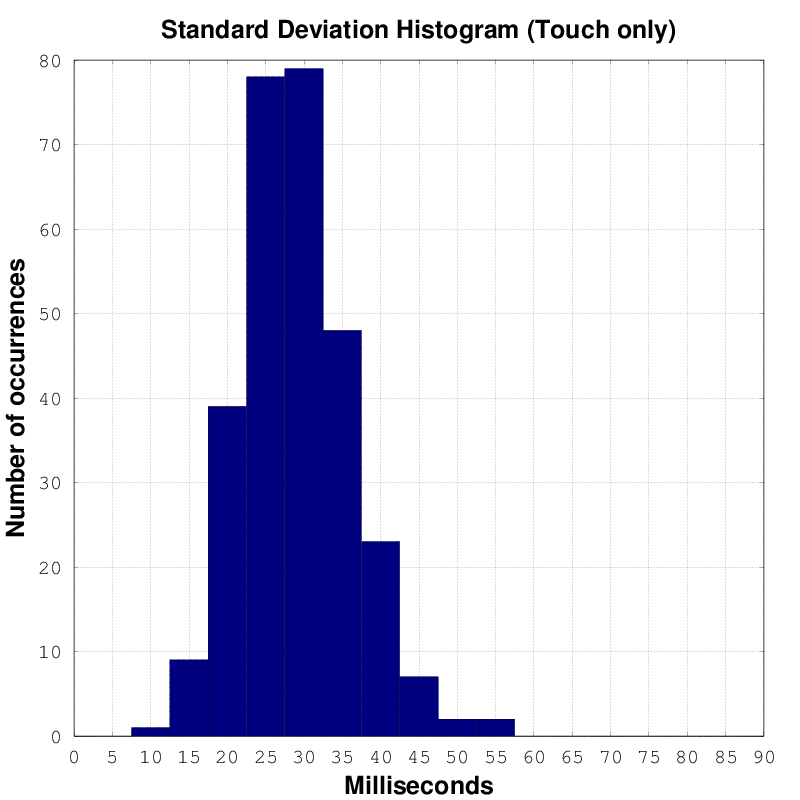 Standard Deviation Histogram (Touch only)
80
70
60
50
40
30
20
10
0
Number of occurrences
0 5 10 15 20 25 30 35 40 45 50 55 60 65 70 75 80 85 90
Milliseconds